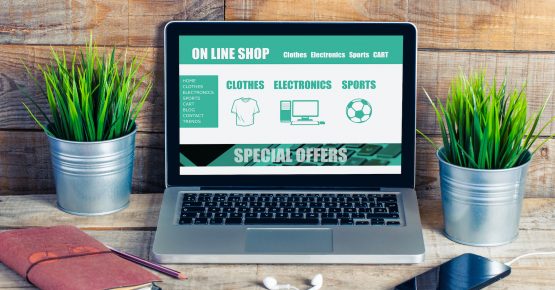 ON LINE SHOP
Clothes Electronics Sports CART
HOME
CLOTHES
ELECTRONICS
SPORTS
CART
BLOG
CONTACT
TRENDS
CLOTHES ELECTRONICS SPORTS
SPECIAL OFFERS